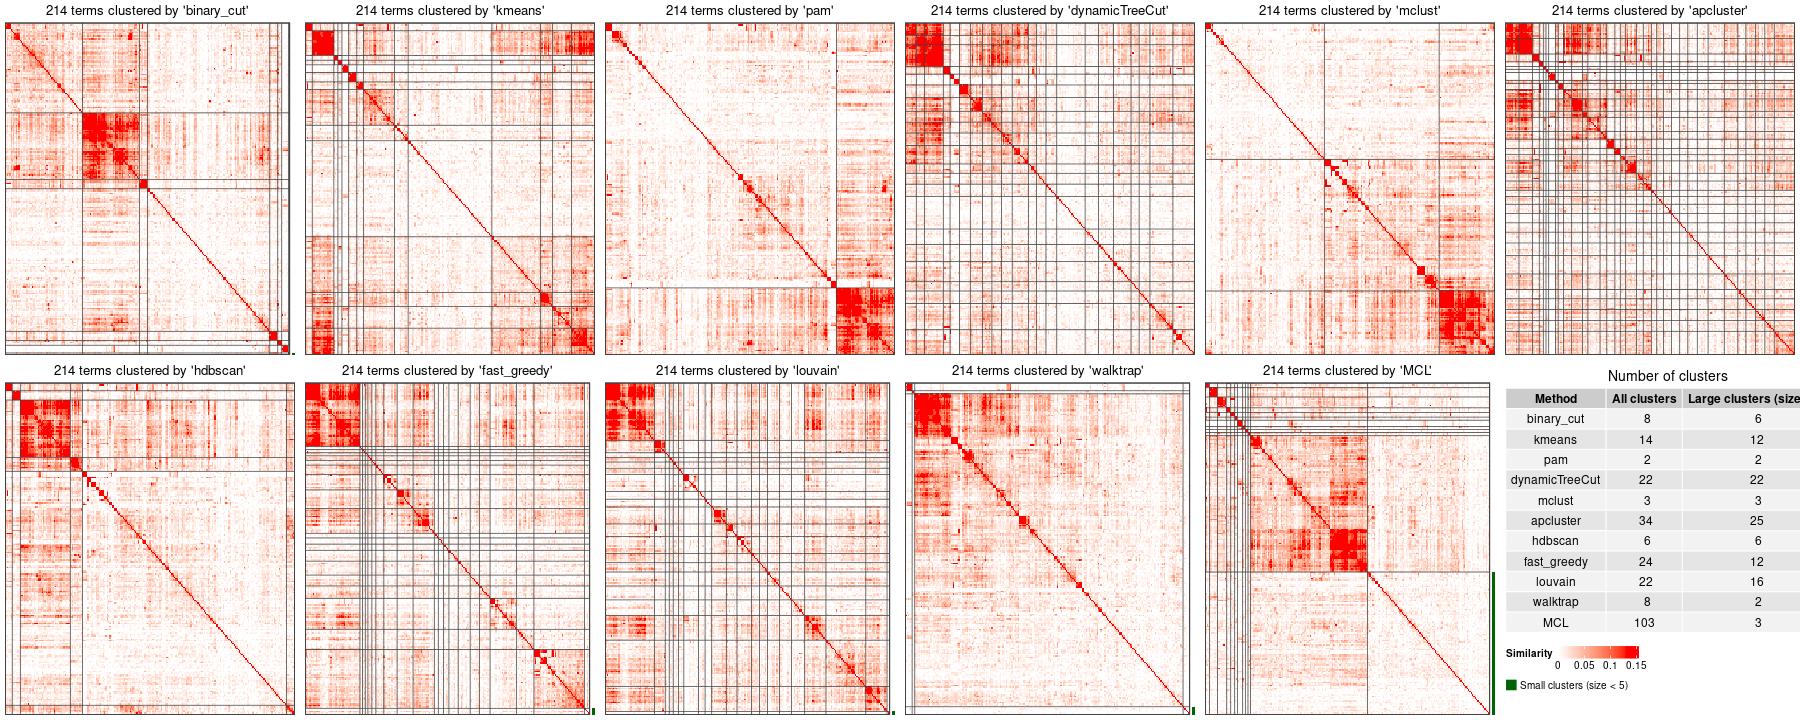 214 terms clustered by 'binary_cut'
214 terms clustered by 'kmeans'
214 terms clustered by 'pam'
214 terms clustered by 'dynamicTreeCut'
214 terms clustered by 'mclust'
214 terms clustered by 'apcluster'
214 terms clustered by 'hdbscan'
214 terms clustered by 'fast_greedy'
214 terms clustered by 'louvain'
214 terms clustered by 'walktrap'
214 terms clustered by 'MCL'
Number of clusters
Method All clusters Large clusters (size
binary_cut 8 6
kmeans 14 12
pam 2 2
dynamicTreeCut 22 22
mclust 3 3
apcluster 34 25
hdbscan 6 6
fast_greedy 24 12
louvain 22 16
walktrap 8 2
MCL 103 3
Similarity
0 0.05 0.1 0.15
Small clusters (size < 5)